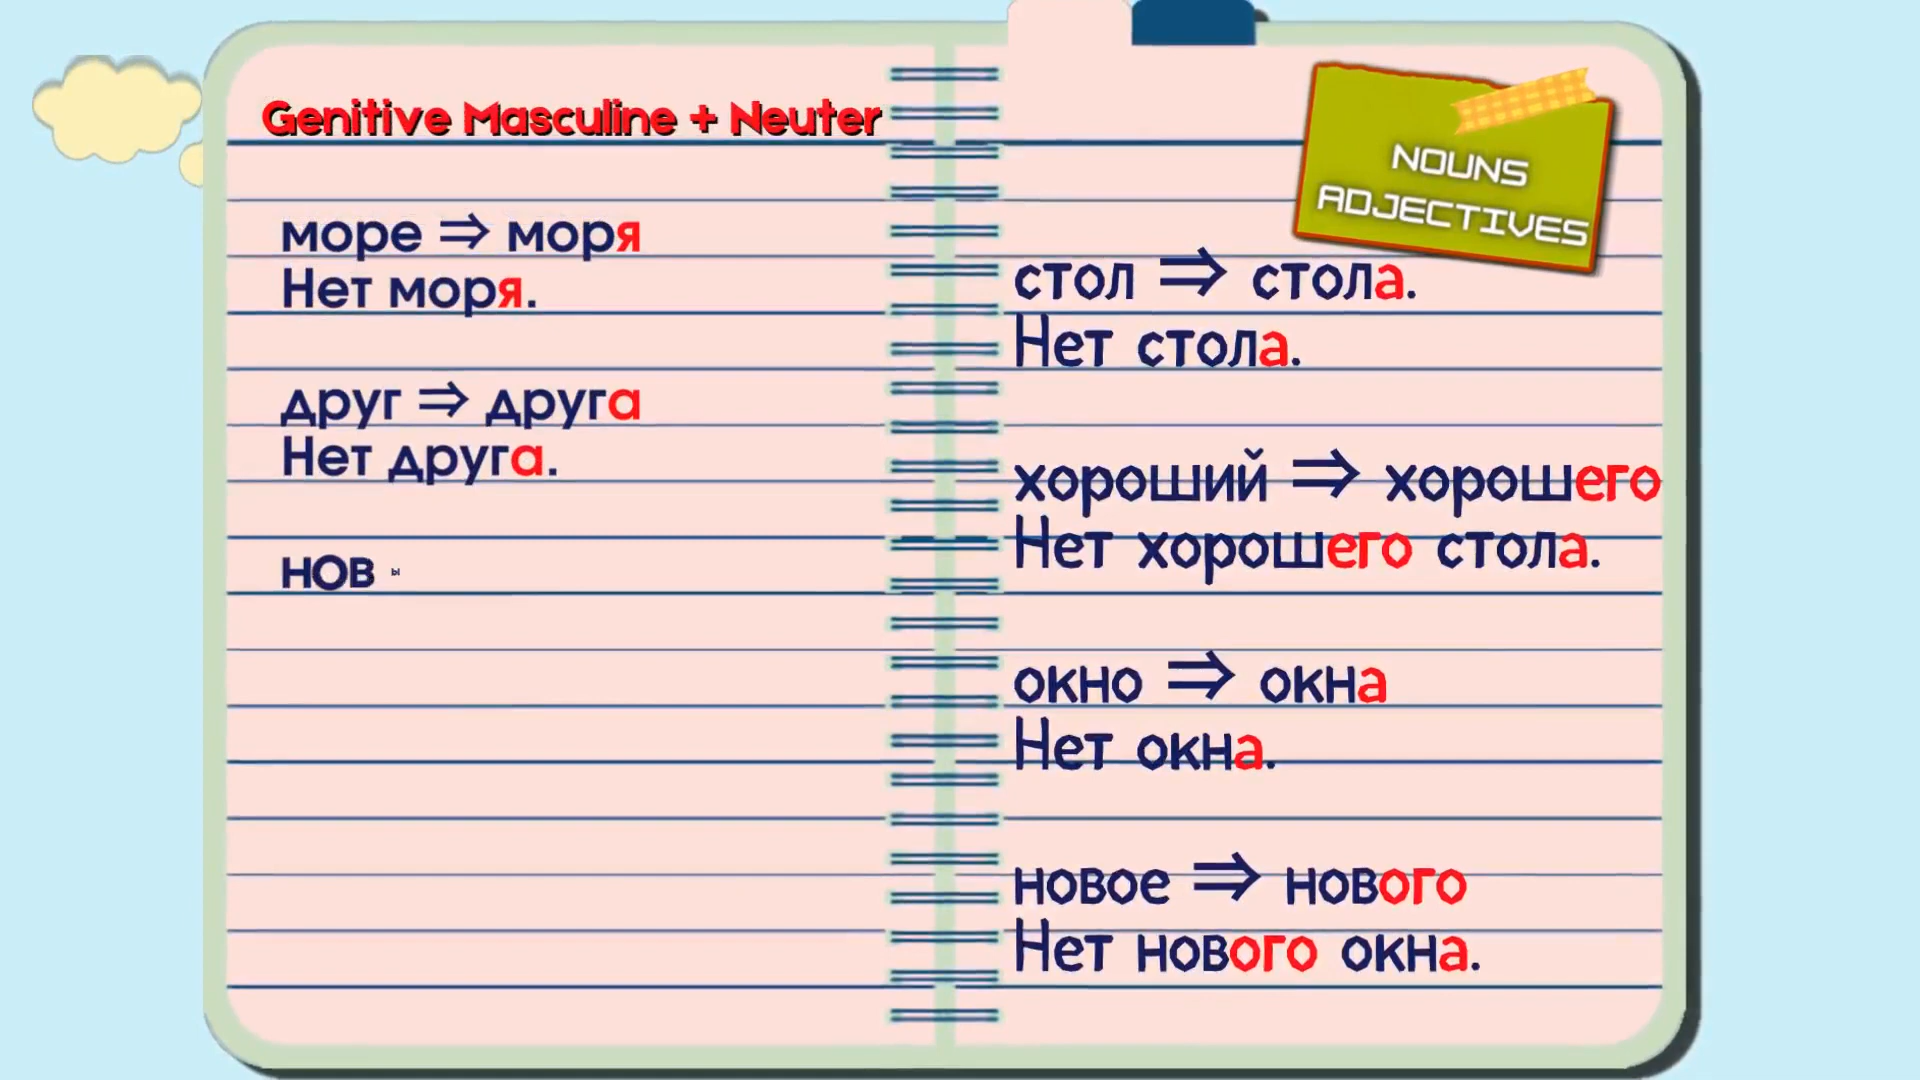 Genitive Masculine + Neuter
море ⇒ моря
Нет моря.
друг ⇒ друга
Нет друга.
нов ы
NOUNS
ADJECTIVES
стол ⇒ стола.
Нет стола.
хороший ⇒ хорошего
Нет хорошего стола.
окно ⇒ окна
Нет окна.
новое ⇒ нового
Нет нового окна.